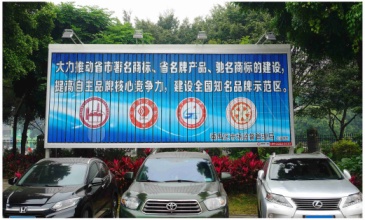 大力推动省市著名商标、省名牌产品、驰名商标的建设，
提高自主品牌核心竞争力，建设全国知名品牌示范区。